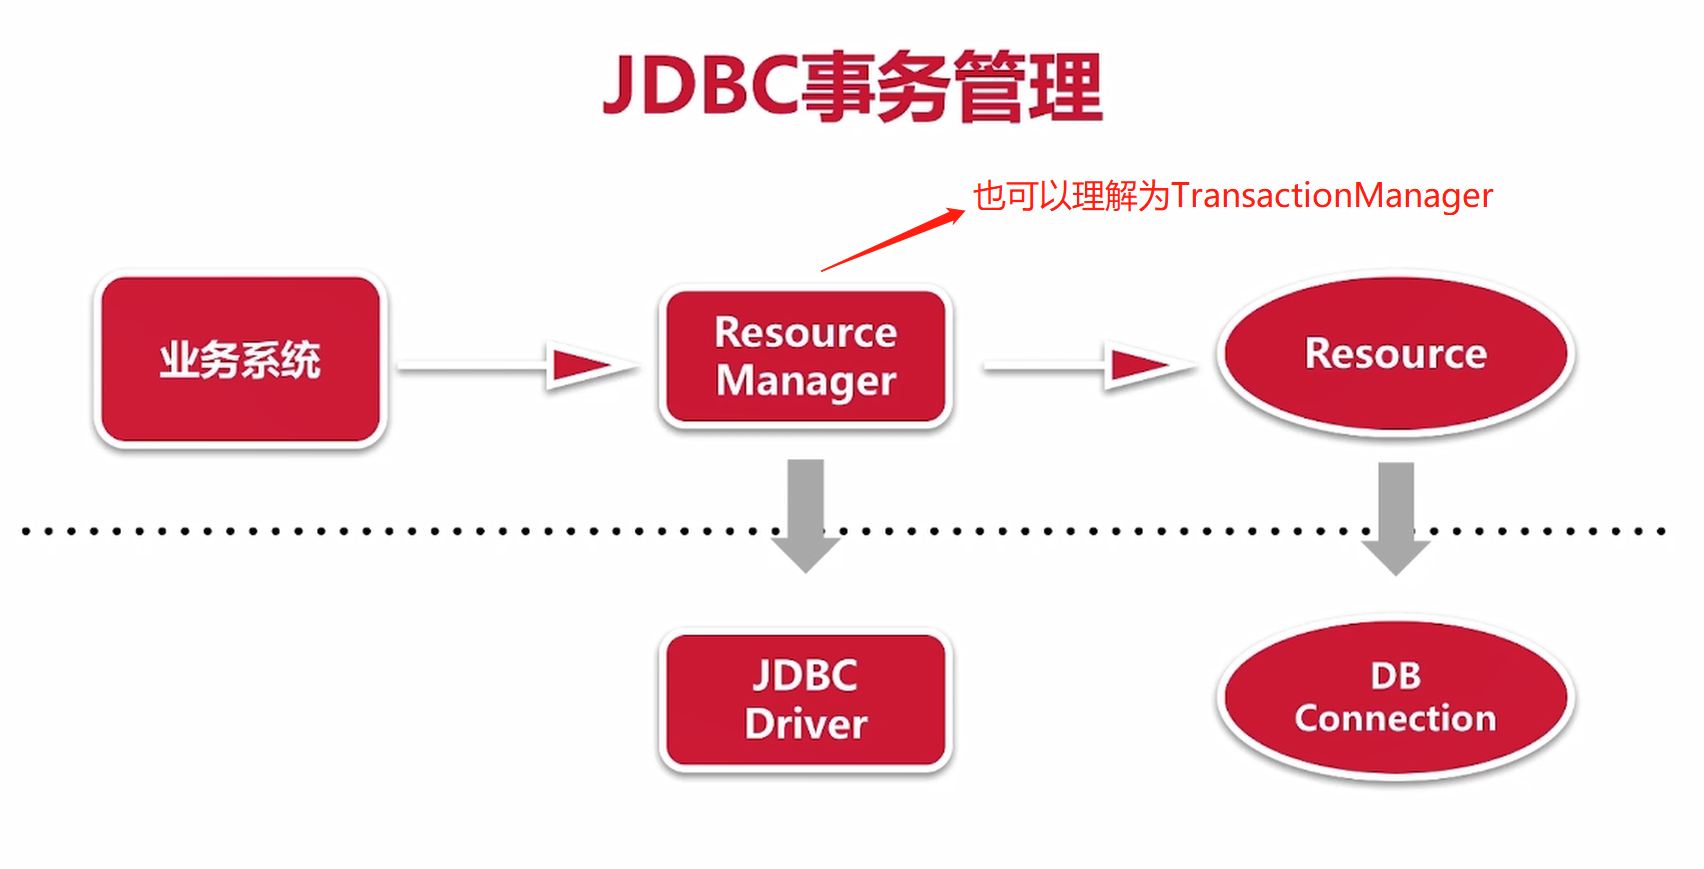 JDBC事务管理
也可以理解为TransactionManager
业务系统
Resource
Manager
Resource
JDBC
Driver
DB
Connection